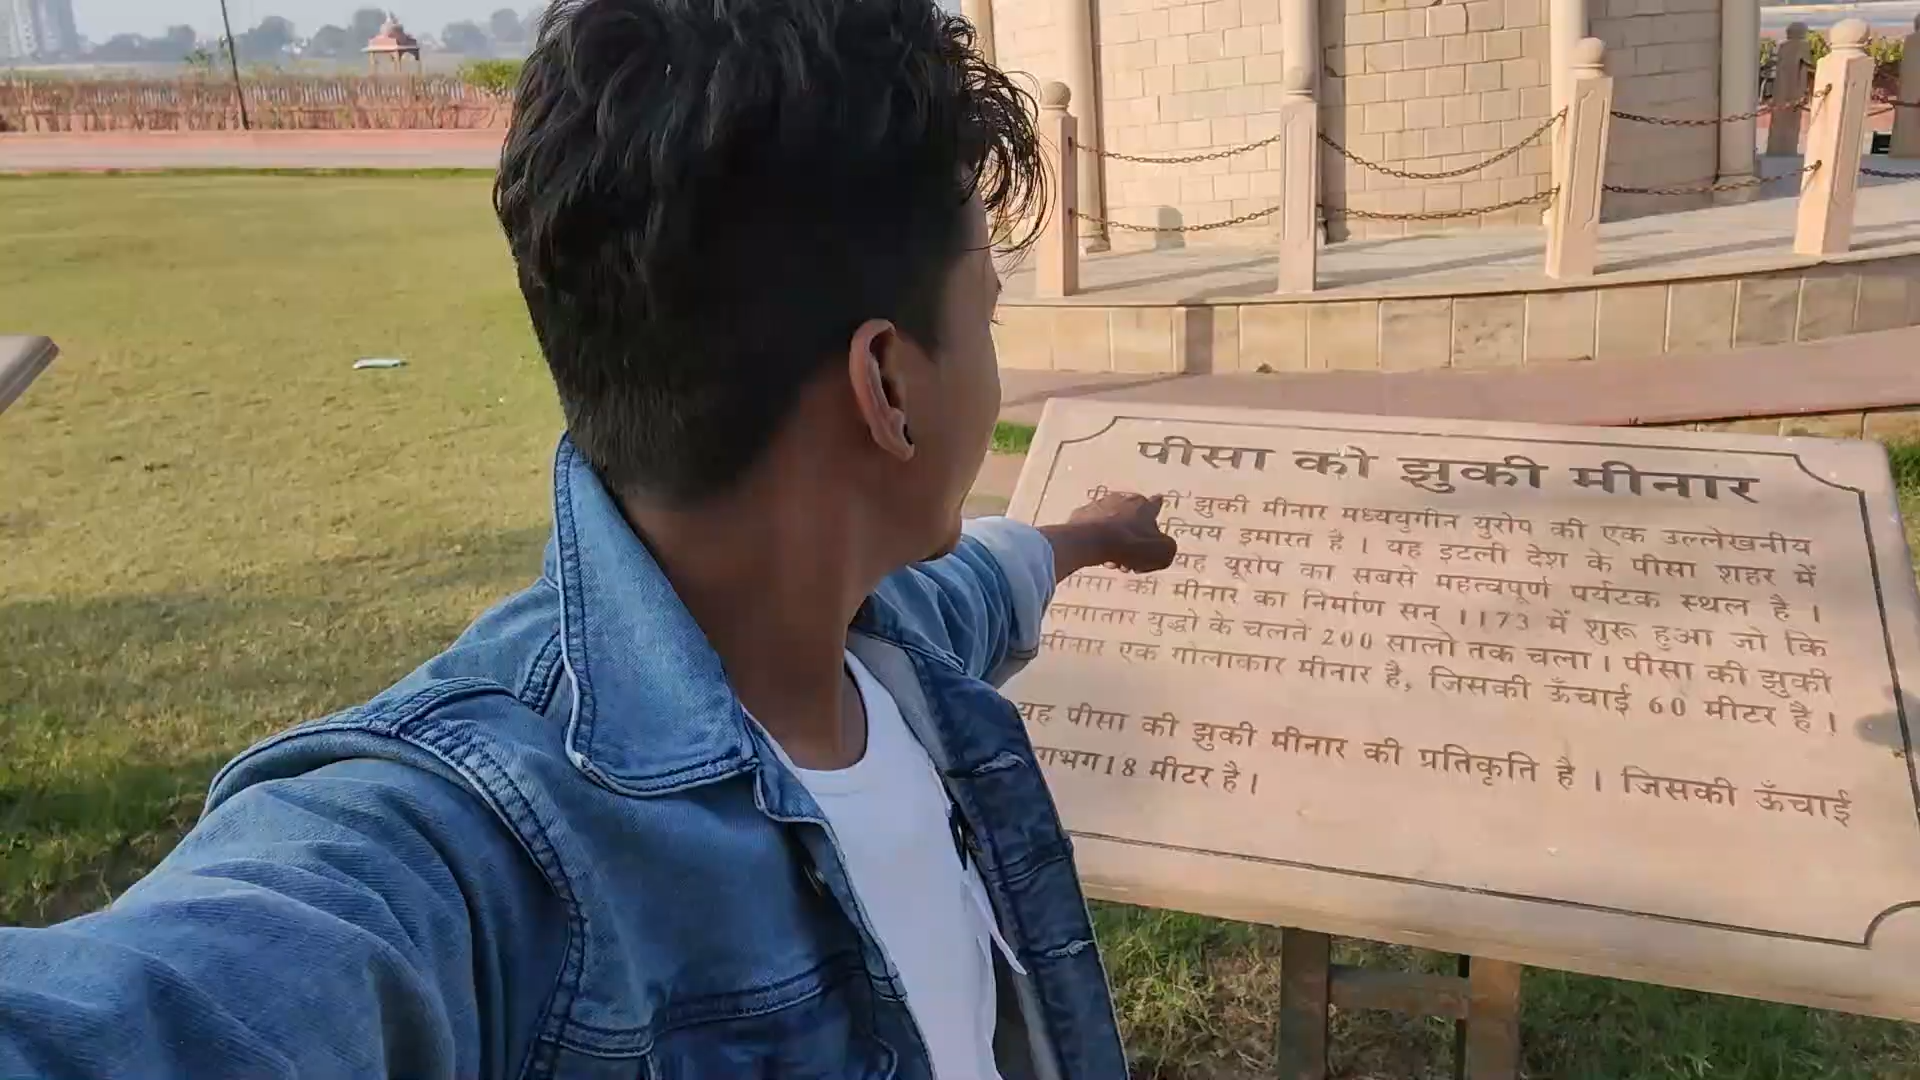 पीसा की झुकी मीनार
की झुकी मीनार मध्ययुगीन युरोप की एक उल्लेखनीय
इमारत है । यह इटली देश के पीसा शहर में
यह यूरोप का सबसे महत्वपूर्ण पर्यटक स्थल है ।
पीसा की मीनार का निर्माण सन् 1173 में शुरू हुआ जो कि
लगातार युद्धो के चलते 200 सालो तक चला । पीसा की झुकी
मीनार एक गोलाकार मीनार है, जिसकी ऊँचाई 60 मीटर है ।
यह पीसा की झुकी मीनार की प्रतिकृति है । जिसकी ऊँचाई
18 मीटर है ।